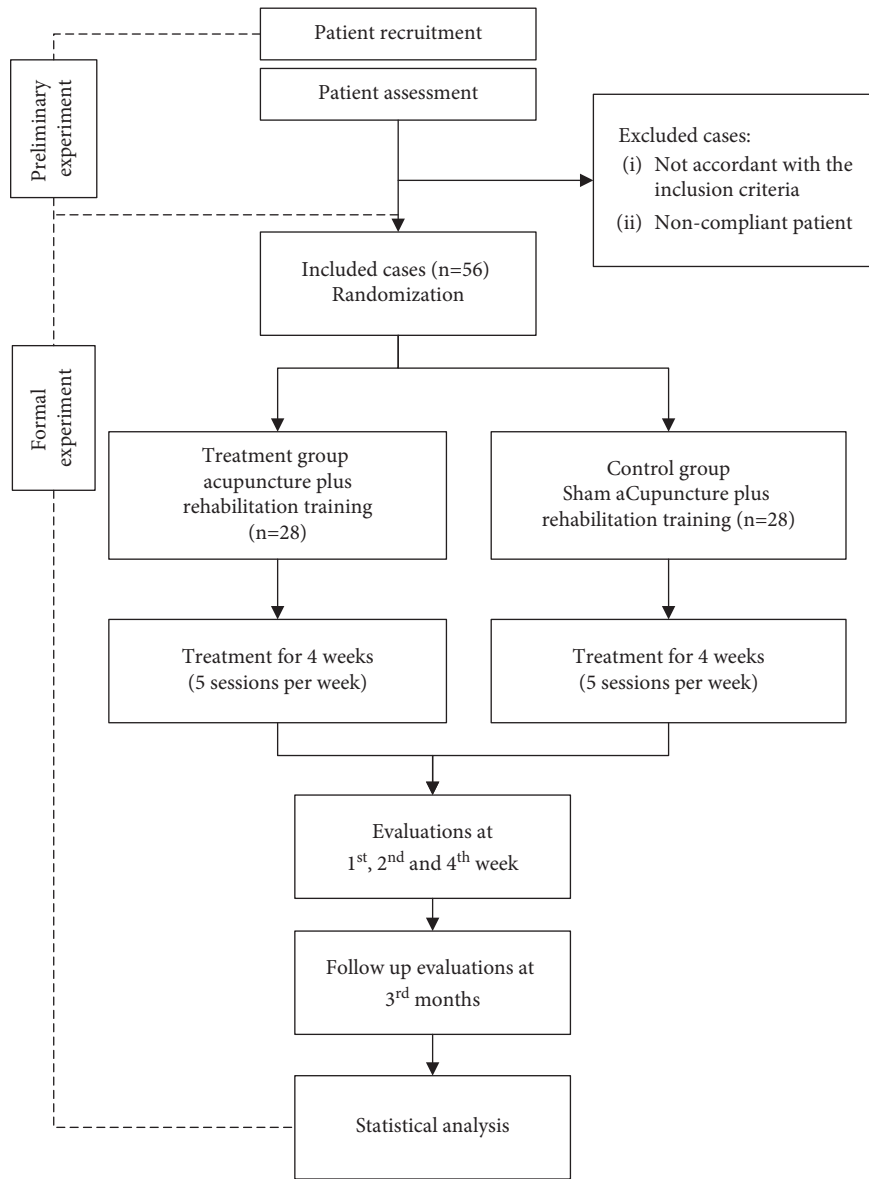 Patient recruitment
Patient assessment
Preliminary
experiment
Excluded cases:
(i) Not accordant with the
inclusion criteria
(ii) Non-compliant patient
Included cases (n=56)
Randomization
Formal
experiment
Treatment group
acupuncture plus
rehabilitation training
(n=28)
Control group
Sham aCupuncture plus
rehabilitation training (n=28)
Treatment for 4 weeks
(5 sessions per week)
Treatment for 4 weeks
(5 sessions per week)
Evaluations at
1st, 2nd and 4th week
Follow up evaluations at
3rd months
Statistical analysis